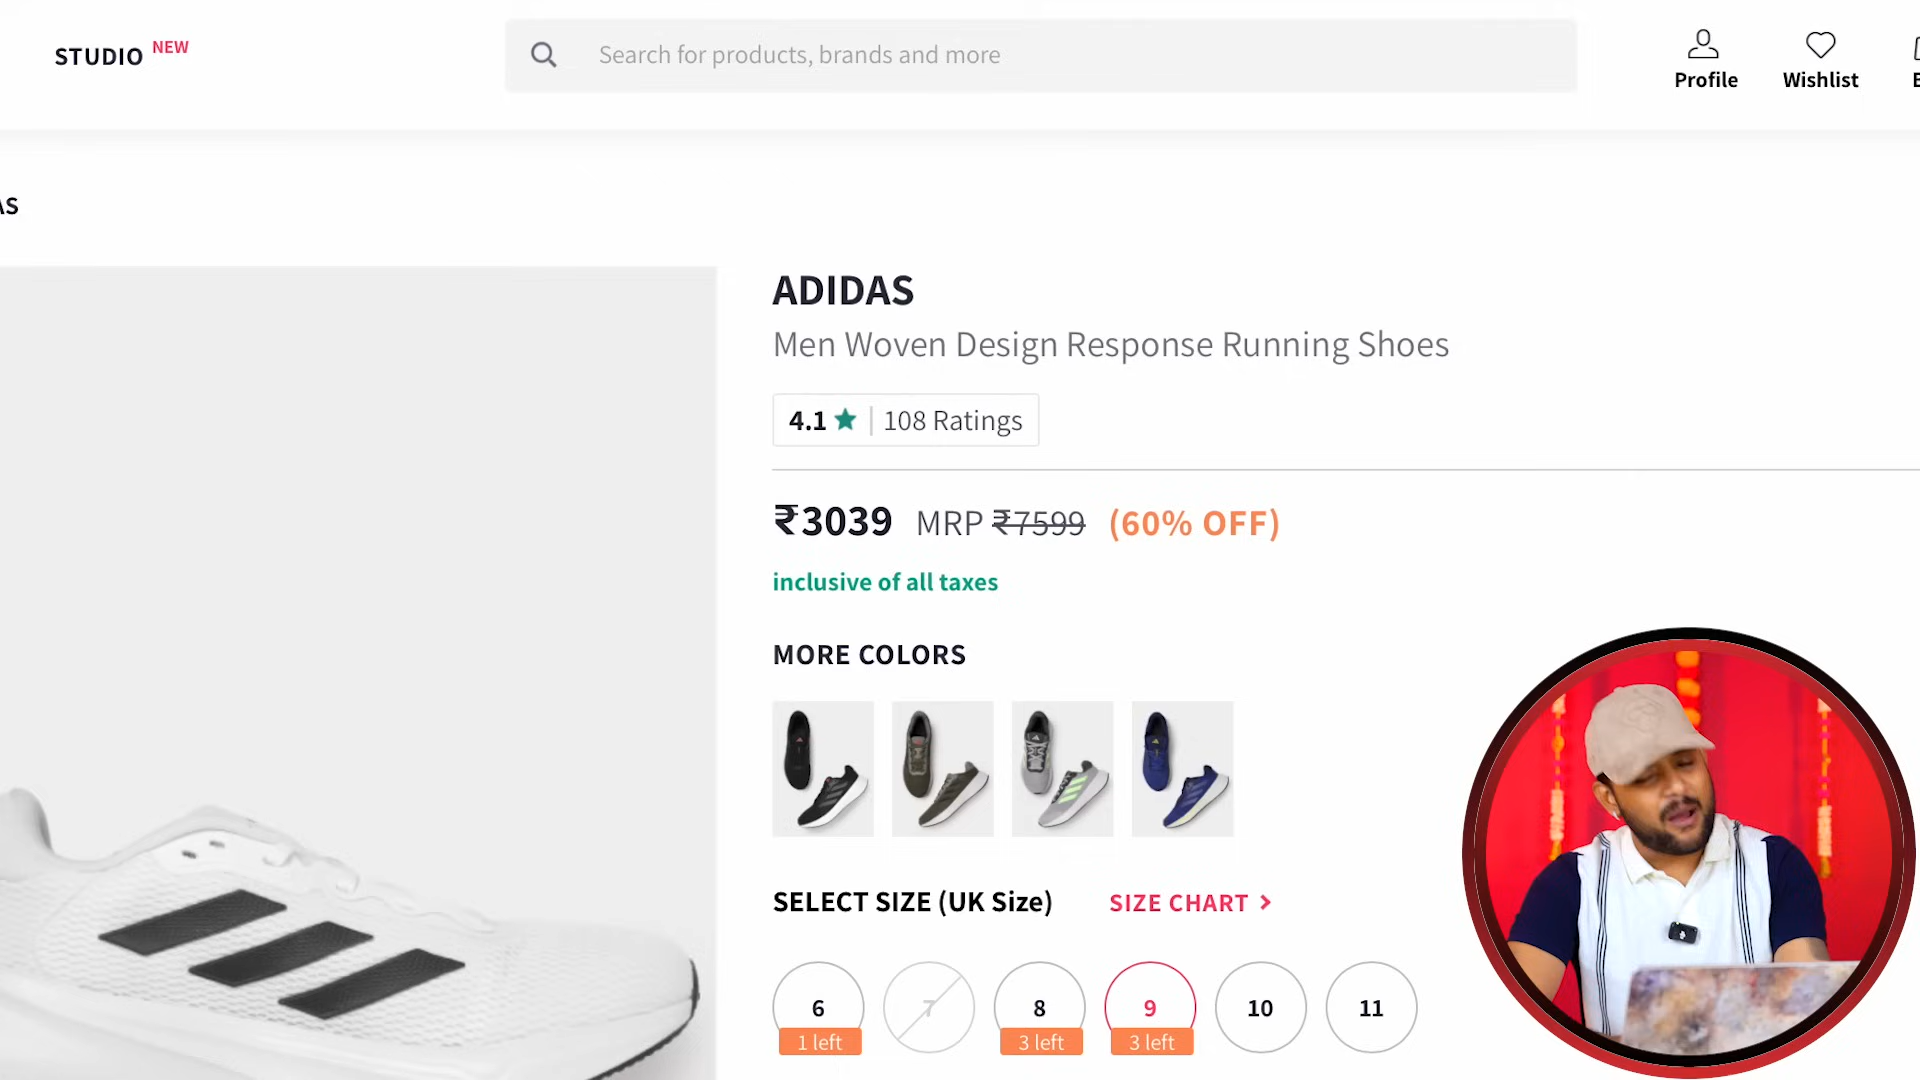 STUDIO NEW
Search for products, brands and more
Profile
Wishlist
AS
ADIDAS
Men Woven Design Response Running Shoes
4.1 ★ | 108 Ratings
₹3039 MRP ₹7599 (60% OFF)
inclusive of all taxes
MORE COLORS
SELECT SIZE (UK Size) SIZE CHART >
6 7 8 9 10 11
1 left 3 left 3 left